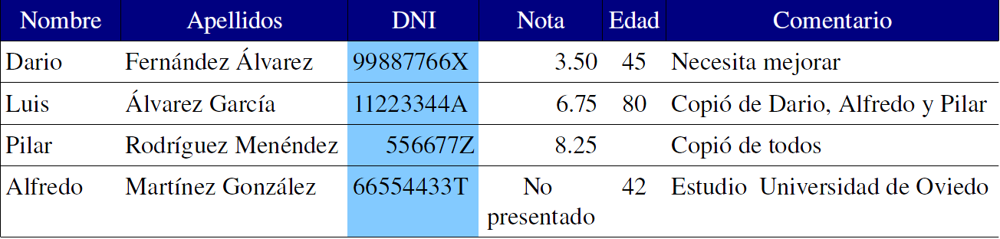 Nombre Apellidos DNI Nota Edad Comentario
Dario Fernández Álvarez 99887766X 3.50 45 Necesita mejorar
Luis Álvarez García 11223344A 6.75 80 Copió de Dario, Alfredo y Pilar
Pilar Rodríguez Menéndez 556677Z 8.25 Copió de todos
Alfredo Martínez González 66554433T No 42 Estudio Universidad de Oviedo
presentado